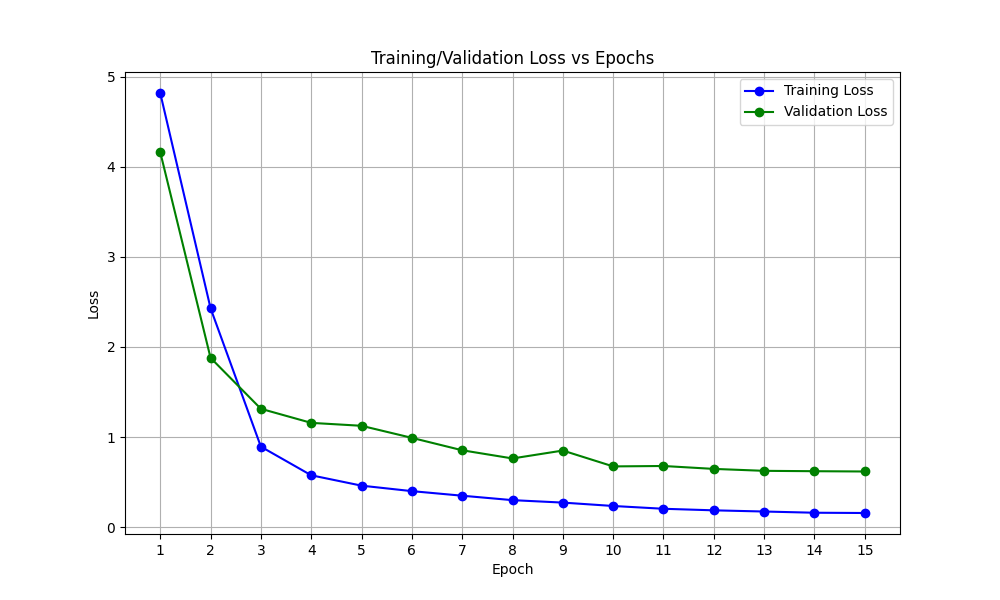 Training/Validation Loss vs Epochs
Training Loss
Validation Loss
5
4
3
2
1
0
Loss
1 2 3 4 5 6 7 8 9 10 11 12 13 14 15
Epoch